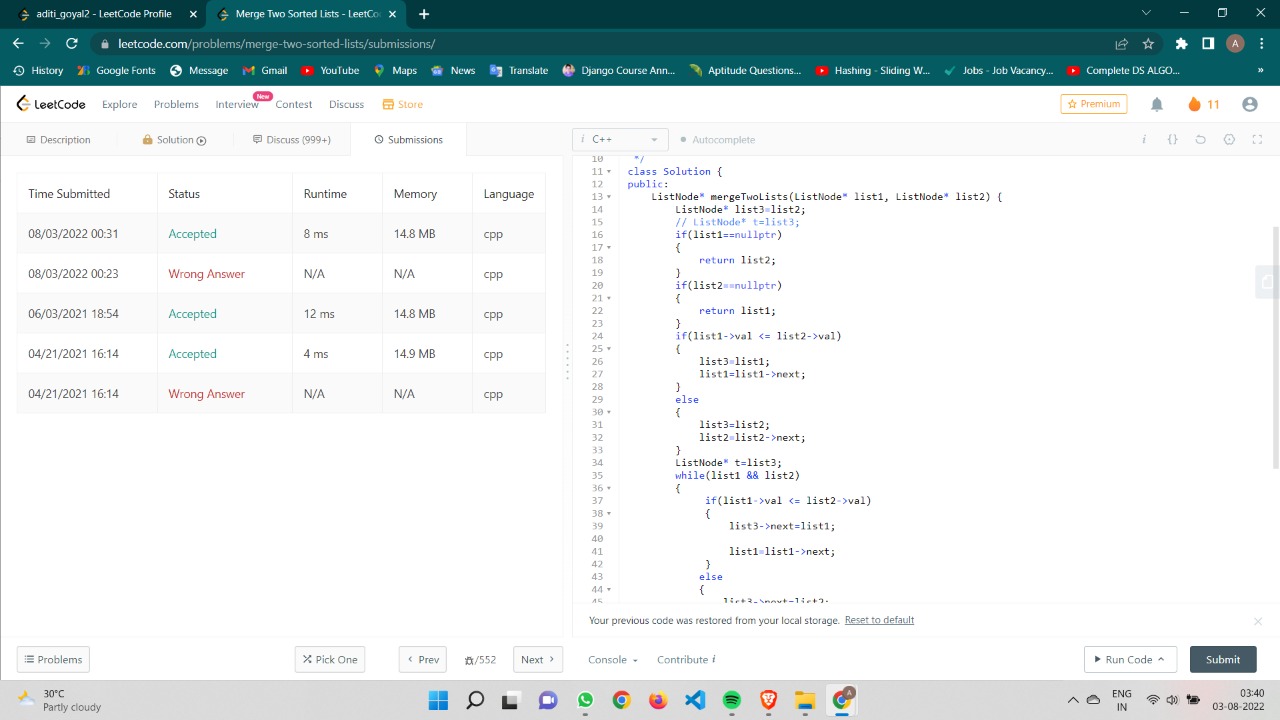 aditi_goyal2 - LeetCode Profile
Merge Two Sorted Lists - LeetCo
leetcode.com/problems/merge-two-sorted-lists/submissions/
A
History
Google Fonts
Message
Gmail
YouTube
Maps
News
Translate
Django Course Ann...
Aptitude Questions...
Hashing - Sliding W...
Jobs - Job Vacancy...
Complete DS ALGO...
»
LeetCode
Explore
Problems
Interview
New
Contest
Discuss
Store
Premium
11
Description
Solution
Discuss (999+)
Submissions
i C++
Autocomplete
i {}
Time Submitted Status Runtime Memory Language
08/03/2022 00:31 Accepted 8 ms 14.8 MB cpp
08/03/2022 00:23 Wrong Answer N/A N/A cpp
06/03/2021 18:54 Accepted 12 ms 14.8 MB cpp
04/21/2021 16:14 Accepted 4 ms 14.9 MB cpp
04/21/2021 16:14 Wrong Answer N/A N/A cpp
10 */
11 class Solution {
12 public:
13 ListNode* mergeTwoLists(ListNode* list1, ListNode* list2) {
14 ListNode* list3=list2;
15 // ListNode* t=list3;
16 if(list1==nullptr)
17 {
18 return list2;
19 }
20 if(list2==nullptr)
21 {
22 return list1;
23 }
24 if(list1->val <= list2->val)
25 {
26 list3=list1;
27 list1=list1->next;
28 }
29 else
30 {
31 list3=list2;
32 list2=list2->next;
33 }
34 ListNode* t=list3;
35 while(list1 && list2)
36 {
37 if(list1->val <= list2->val)
38 {
39 list3->next=list1;
40
41 list1=list1->next;
42 }
43 else
44 {
45 list3->next=list2;
Your previous code was restored from your local storage. Reset to default
Problems
Pick One
Prev
/552
Next
Console
Contribute i
Run Code
Submit
30°C
Partly cloudy
A
ENG
IN
03:40
03-08-2022